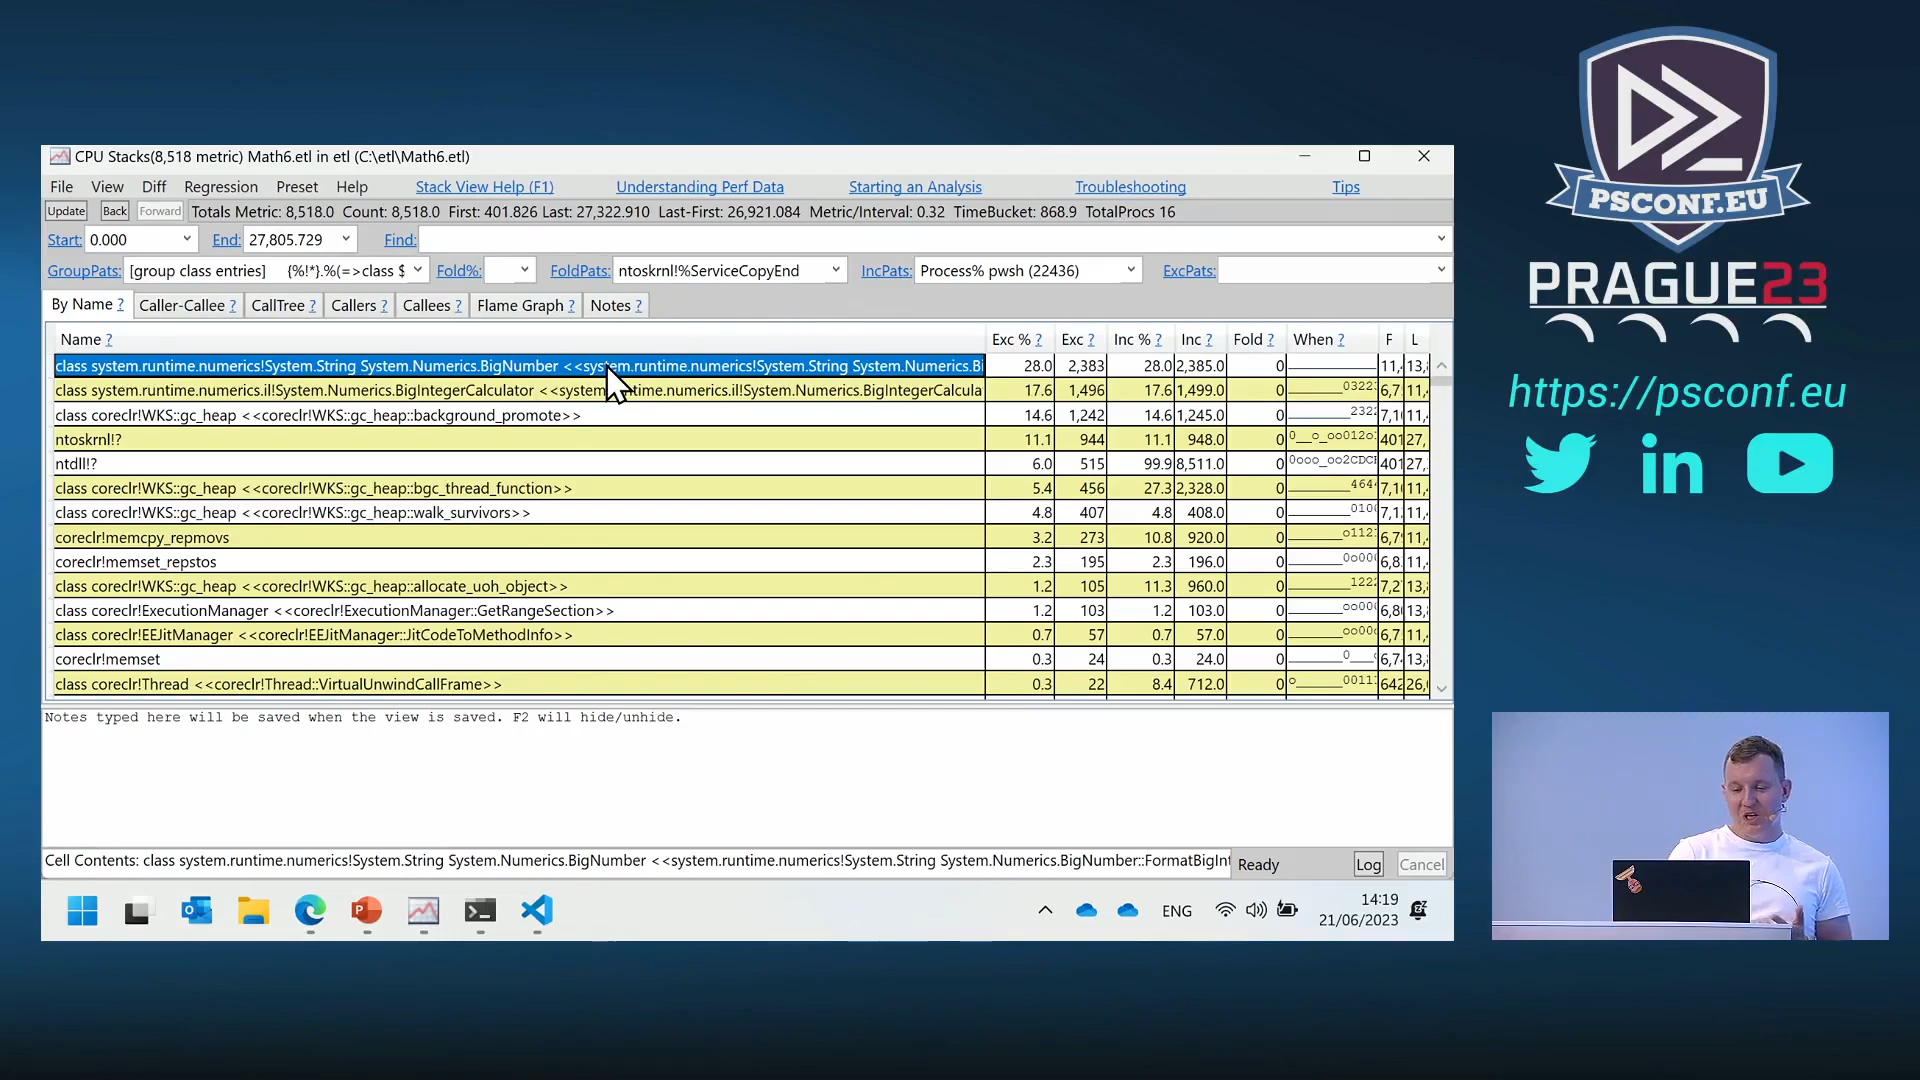 CPU Stacks(8,518 metric) Math6.etl in etl (C:\etl\Math6.etl)
File View Diff Regression Preset Help Stack View Help (F1) Understanding Perf Data Starting an Analysis Troubleshooting Tips
Update Back Forward Totals Metric: 8,518.0 Count: 8,518.0 First: 401.826 Last: 27,322.910 Last-First: 26,921.084 Metric/Interval: 0.32 TimeBucket: 868.9 TotalProcs 16
Start: 0.000 End: 27,805.729 Find:
GroupPats: [group class entries] {%!*}.%(=>class $ Fold%: FoldPats: ntoskrnl!%ServiceCopyEnd IncPats: Process% pwsh (22436) ExcPats:
By Name ? Caller-Callee ? CallTree ? Callers ? Callees ? Flame Graph ? Notes ?
Name ? Exc % ? Exc ? Inc % ? Inc ? Fold ? When ? F L
class system.runtime.numerics!System.String System.Numerics.BigNumber <<system.runtime.numerics!System.String System.Numerics.Bi 28.0 2,383 28.0 2,385.0 0
class system.runtime.numerics.il!System.Numerics.BigIntegerCalculator <<system.runtime.numerics.il!System.Numerics.BigIntegerCalcula 17.6 1,496 17.6 1,499.0 0
class coreclr!WKS::gc_heap <<coreclr!WKS::gc_heap::background_promote>> 14.6 1,242 14.6 1,245.0 0
ntoskrnl!? 11.1 944 11.1 948.0 0
ntdll!? 6.0 515 99.9 8,511.0 0
class coreclr!WKS::gc_heap <<coreclr!WKS::gc_heap::bgc_thread_function>> 5.4 456 27.3 2,328.0 0
class coreclr!WKS::gc_heap <<coreclr!WKS::gc_heap::walk_survivors>> 4.8 407 4.8 408.0 0
coreclr!memcpy_repmovs 3.2 273 10.8 920.0 0
coreclr!memset_repstos 2.3 195 2.3 196.0 0
class coreclr!WKS::gc_heap <<coreclr!WKS::gc_heap::allocate_uoh_object>> 1.2 105 11.3 960.0 0
class coreclr!ExecutionManager <<coreclr!ExecutionManager::GetRangeSection>> 1.2 103 1.2 103.0 0
class coreclr!EEJitManager <<coreclr!EEJitManager::JitCodeToMethodInfo>> 0.7 57 0.7 57.0 0
coreclr!memset 0.3 24 0.3 24.0 0
class coreclr!Thread <<coreclr!Thread::VirtualUnwindCallFrame>> 0.3 22 8.4 712.0 0
Notes typed here will be saved when the view is saved. F2 will hide/unhide.
Cell Contents: class system.runtime.numerics!System.String System.Numerics.BigNumber <<system.runtime.numerics!System.String System.Numerics.BigNumber::FormatBigInt Ready Log Cancel
ENG 14:19
21/06/2023
PSCONF.EU
PRAGUE23
https://psconf.eu